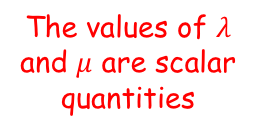 The values of λ
and μ are scalar
quantities